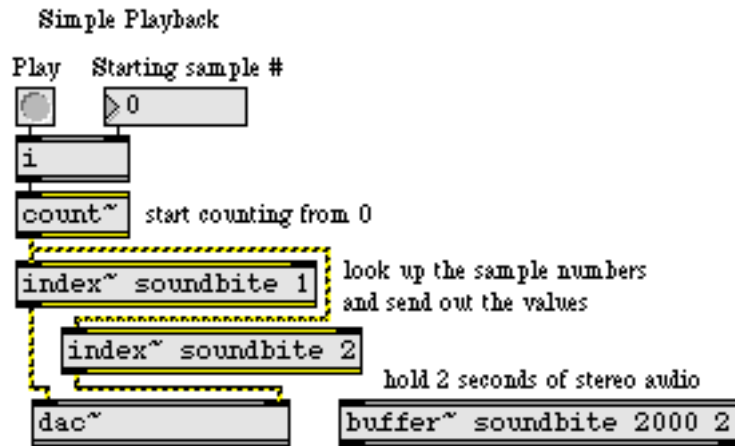 Simple Playback
Play Starting sample #
0
i
count~ start counting from 0
index~ soundbite 1
look up the sample numbers
and send out the values
index~ soundbite 2
hold 2 seconds of stereo audio
dac~ buffer~ soundbite 2000 2